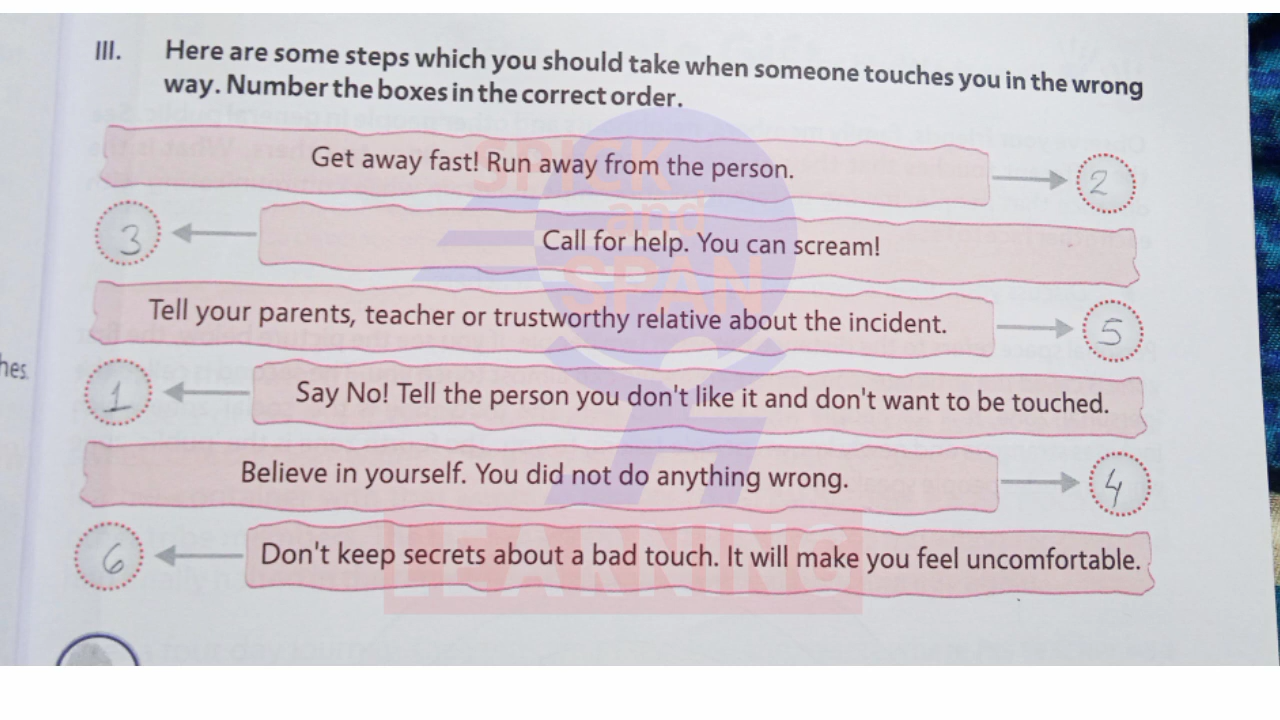 III. Here are some steps which you should take when someone touches you in the wrong
way. Number the boxes in the correct order.
Get away fast! Run away from the person. 2
3 Call for help. You can scream!
Tell your parents, teacher or trustworthy relative about the incident. 5
hes.
1 Say No! Tell the person you don't like it and don't want to be touched.
Believe in yourself. You did not do anything wrong. 4
6 Don't keep secrets about a bad touch. It will make you feel uncomfortable.
SPICK
and
SPAN
LEARNING